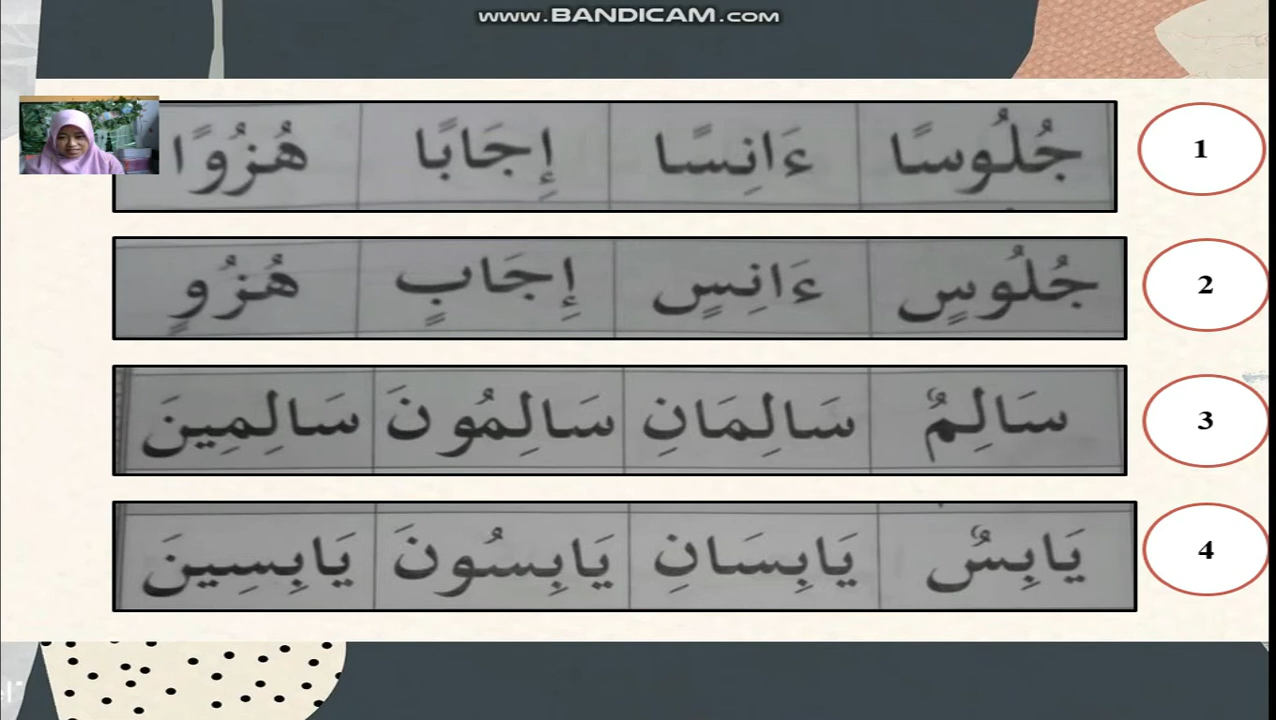 WWW.BANDICAM.COM
جُلُوسًا ءَانِسًا إِجَابًا هُزُوًا 1
جُلُوسٍ ءَانِسٍ إِجَابٍ هُزُوٍ 2
سَالِمٌ سَالِمَانِ سَالِمُونَ سَالِمِينَ 3
يَابِسٌ يَابِسَانِ يَابِسُونَ يَابِسِينَ 4